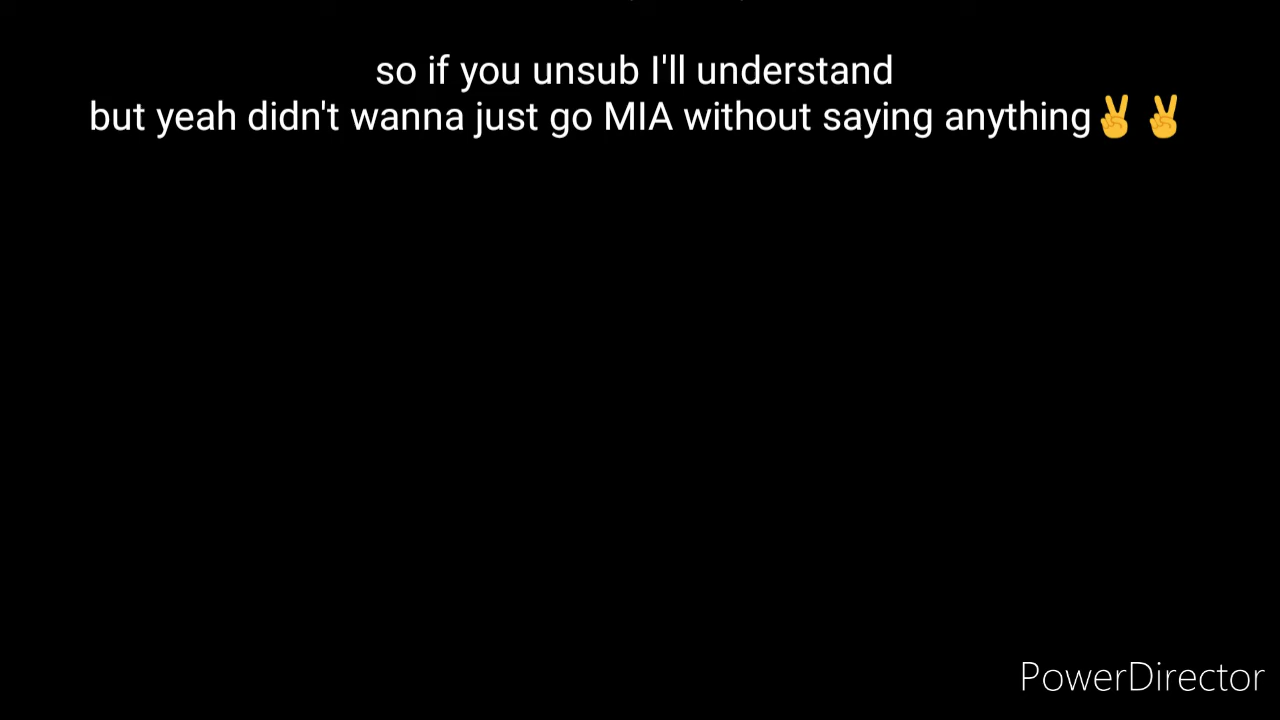 so if you unsub I'll understand
but yeah didn't wanna just go MIA without saying anything✌️✌️
PowerDirector